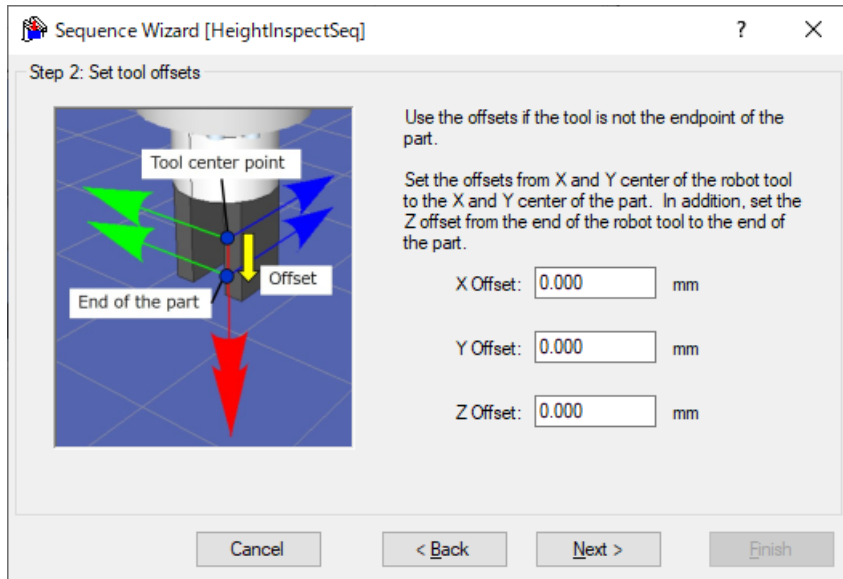 Sequence Wizard [HeightInspectSeq]
?
Step 2: Set tool offsets
Tool center point
Offset
End of the part
Use the offsets if the tool is not the endpoint of the
part.
Set the offsets from X and Y center of the robot tool
to the X and Y center of the part. In addition, set the
Z offset from the end of the robot tool to the end of
the part.
X Offset: 0.000 mm
Y Offset: 0.000 mm
Z Offset: 0.000 mm
Cancel < Back Next > Finish